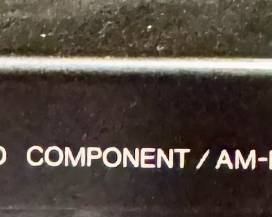 COMPONENT / AM-